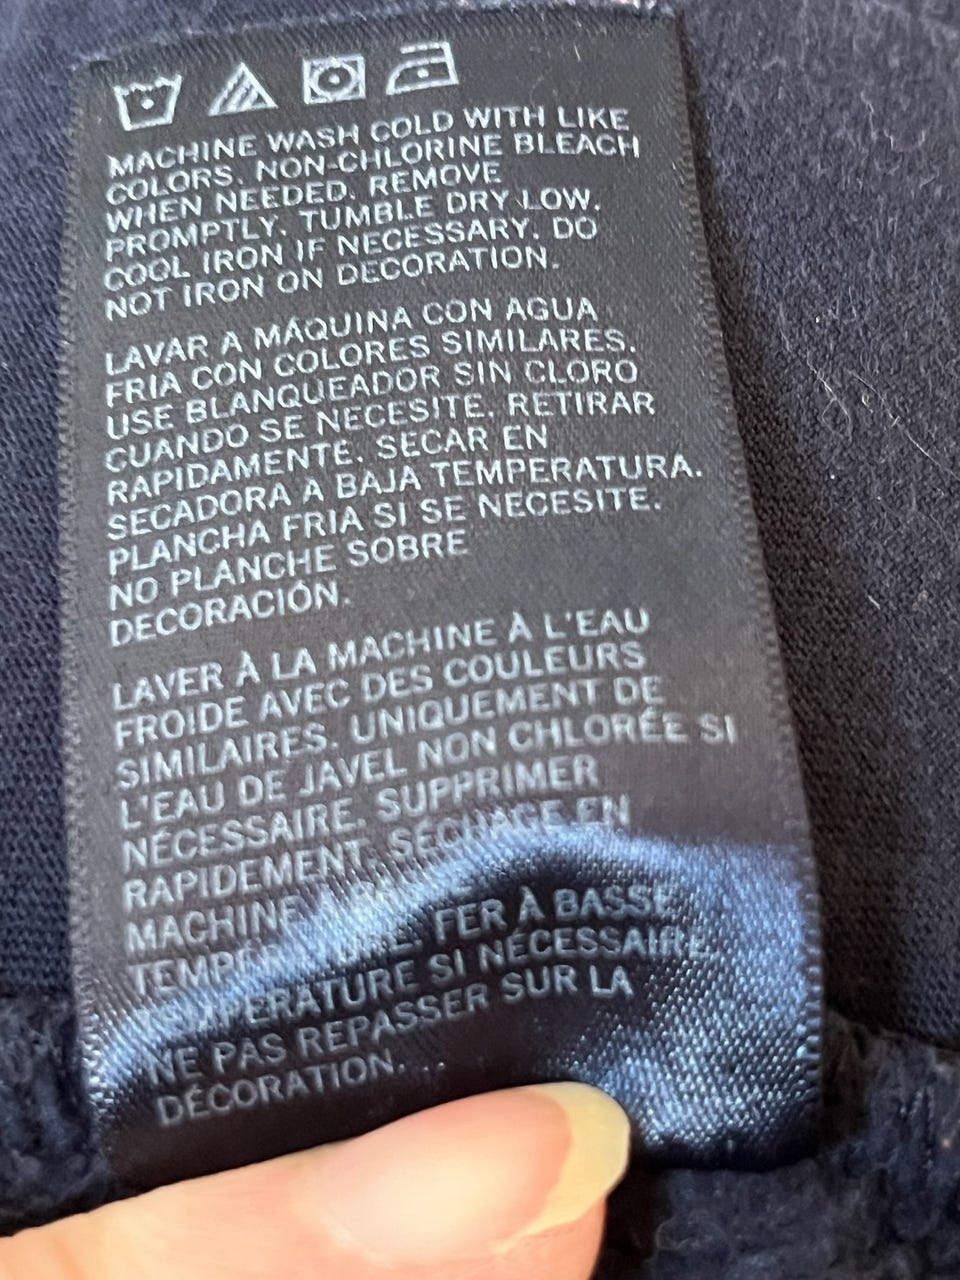 MACHINE WASH COLD WITH LIKE
COLORS. NON-CHLORINE BLEACH
WHEN NEEDED. REMOVE
PROMPTLY. TUMBLE DRY LOW.
COOL IRON IF NECESSARY. DO
NOT IRON ON DECORATION.
LAVAR A MÁQUINA CON AGUA
FRIA CON COLORES SIMILARES.
USE BLANQUEADOR SIN CLORO
CUANDO SE NECESITE. RETIRAR
RAPIDAMENTE. SECAR EN
SECADORA A BAJA TEMPERATURA.
PLANCHA FRIA SI SE NECESITE.
NO PLANCHE SOBRE
DECORACIÓN.
LAVER À LA MACHINE À L'EAU
FROIDE AVEC DES COULEURS
SIMILAIRES. UNIQUEMENT DE
L'EAU DE JAVEL NON CHLORÉE SI
NÉCESSAIRE. SUPPRIMER
RAPIDEMENT. SÉCHAGE EN
MACHINE À BASSE
TEMPÉRATURE. FER À BASSE
TEMPÉRATURE SI NÉCESSAIRE
NE PAS REPASSER SUR LA
DÉCORATION.